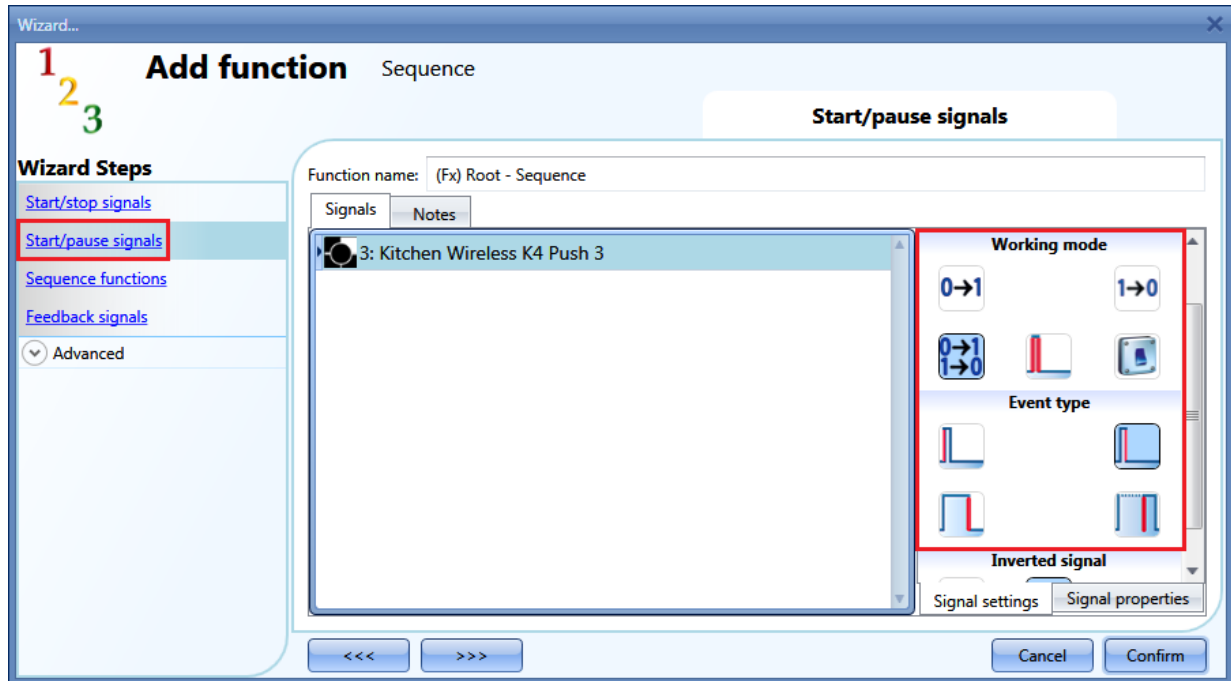 Wizard...
1
2
3
Add function Sequence
Start/pause signals
Wizard Steps
Start/stop signals
Start/pause signals
Sequence functions
Feedback signals
Advanced
Function name: (Fx) Root - Sequence
Signals Notes
3: Kitchen Wireless K4 Push 3
Working mode
0→1 1→0
0→1
1→0
Event type
Inverted signal
Signal settings Signal properties
<<< >>> Cancel Confirm